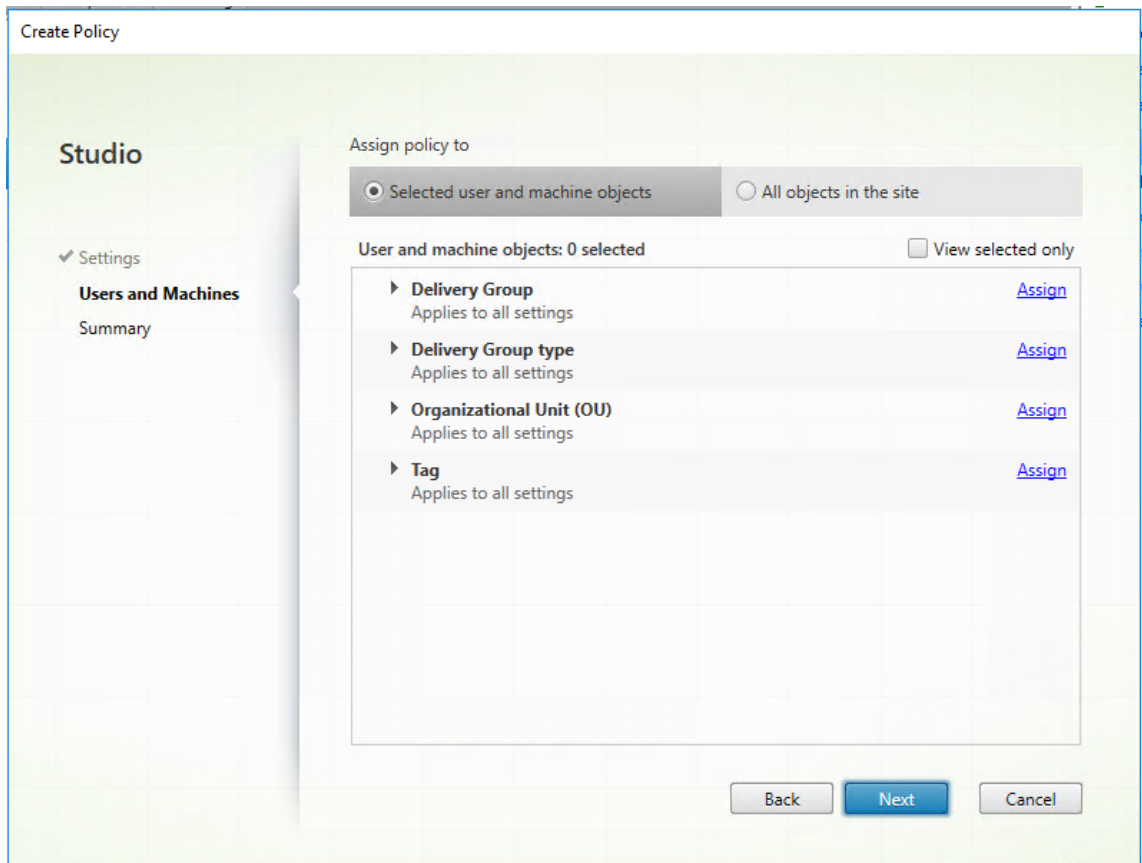 Create Policy
Studio
Settings
Users and Machines
Summary
Assign policy to
Selected user and machine objects
All objects in the site
User and machine objects: 0 selected
View selected only
Delivery Group
Assign
Applies to all settings
Delivery Group type
Assign
Applies to all settings
Organizational Unit (OU)
Assign
Applies to all settings
Tag
Assign
Applies to all settings
Back
Next
Cancel